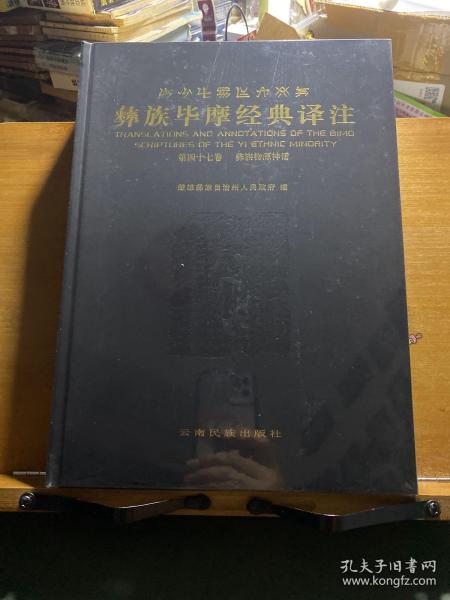 彝族毕摩经典译注
TRANSLATIONS AND ANNOTATIONS OF THE BIMO
SCRIPTURES OF THE YI ETHNIC MINORITY
第四十七卷
楚雄彝族自治州人民政府 编
云南民族出版社
孔夫子旧书网
www.kongfz.com